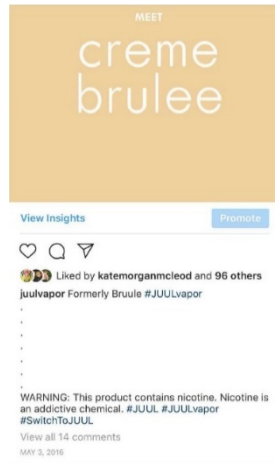 MEET
creme
brulee
View Insights
Promote
Liked by katemorganmcleod and 96 others
juulvapor Formerly Bruule #JUULvapor
.
.
.
.
.
.
WARNING: This product contains nicotine. Nicotine is
an addictive chemical. #JUUL #JUULvapor
#SwitchToJUUL
View all 14 comments
MAY 3, 2018